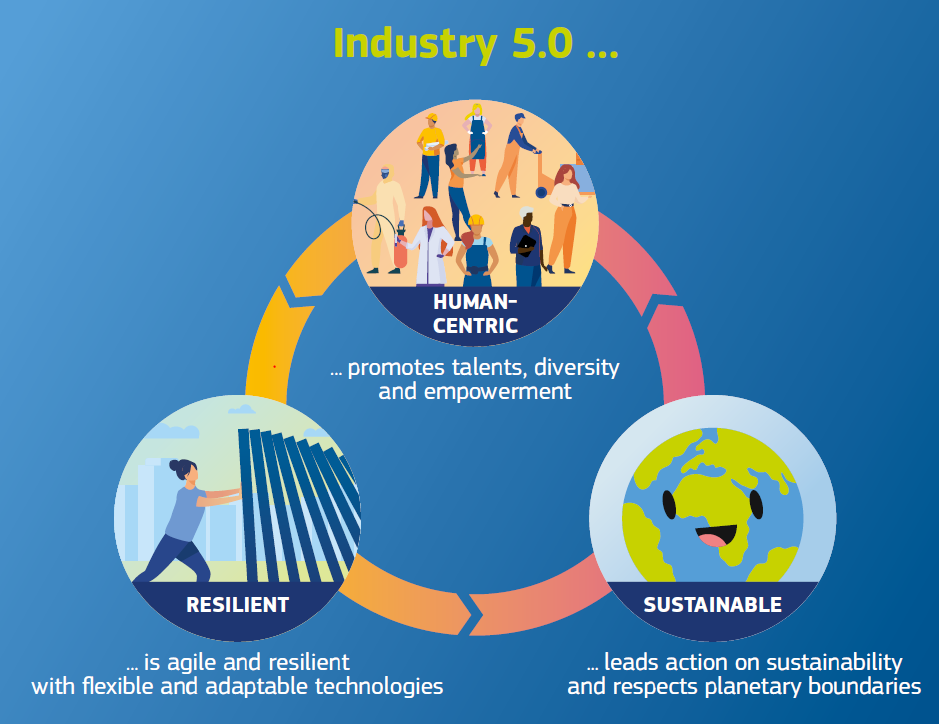 Industry 5.0 ...
HUMAN-
CENTRIC
... promotes talents, diversity
and empowerment
RESILIENT
... is agile and resilient
with flexible and adaptable technologies
SUSTAINABLE
... leads action on sustainability
and respects planetary boundaries